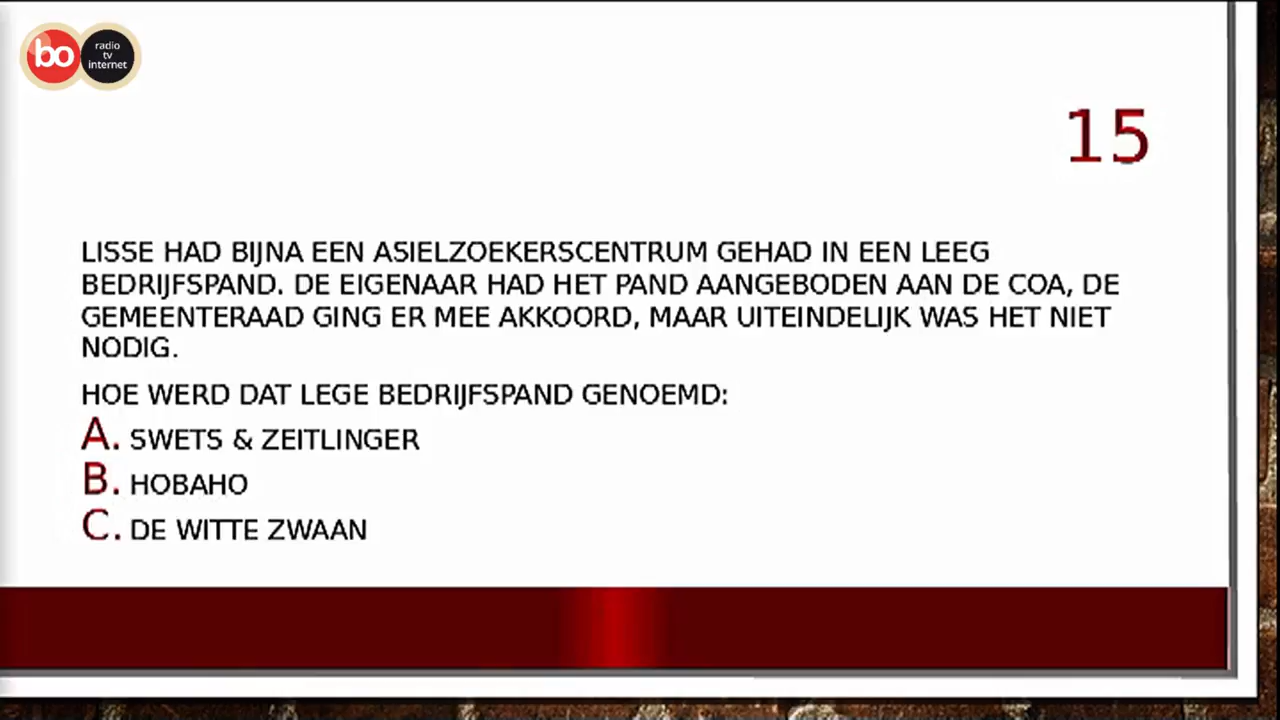 bo
radio
tv
internet
15
LISSE HAD BIJNA EEN ASIELZOEKERSCENTRUM GEHAD IN EEN LEEG
BEDRIJFSPAND. DE EIGENAAR HAD HET PAND AANGEBODEN AAN DE COA, DE
GEMEENTERAAD GING ER MEE AKKOORD, MAAR UITEINDELIJK WAS HET NIET
NODIG.
HOE WERD DAT LEGE BEDRIJFSPAND GENOEMD:
A. SWETS & ZEITLINGER
B. HOBAHO
C. DE WITTE ZWAAN